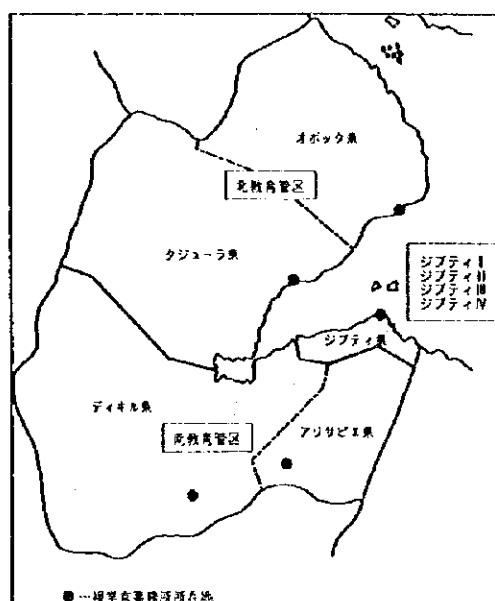 オボック県
北教育管区
タジューラ県
ジブティⅠ
ジブティⅡ
ジブティⅢ
ジブティⅣ
ジブティ県
ディキル県
南教育管区
アリサビエ県